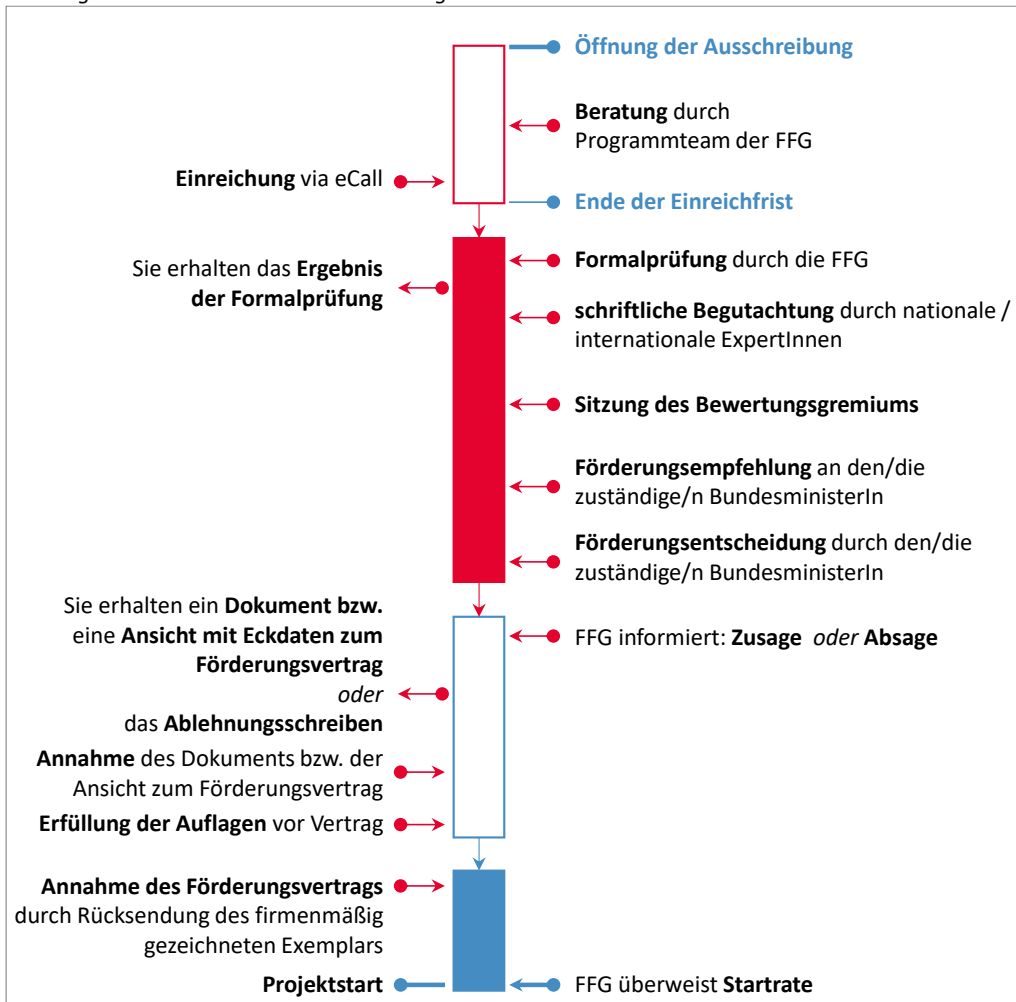 Öffnung der Ausschreibung
Beratung durch
Programmteam der FFG
Einreichung via eCall
Ende der Einreichfrist
Formalprüfung durch die FFG
Sie erhalten das Ergebnis
der Formalprüfung
schriftliche Begutachtung durch nationale /
internationale ExpertInnen
Sitzung des Bewertungsgremiums
Förderungsempfehlung an den/die
zuständige/n BundesministerIn
Förderungsentscheidung durch den/die
zuständige/n BundesministerIn
Sie erhalten ein Dokument bzw.
eine Ansicht mit Eckdaten zum
Förderungsvertrag
oder
das Ablehnungsschreiben
FFG informiert: Zusage oder Absage
Annahme des Dokuments bzw. der
Ansicht zum Förderungsvertrag
Erfüllung der Auflagen vor Vertrag
Annahme des Förderungsvertrags
durch Rücksendung des firmenmäßig
gezeichneten Exemplars
Projektstart
FFG überweist Startrate